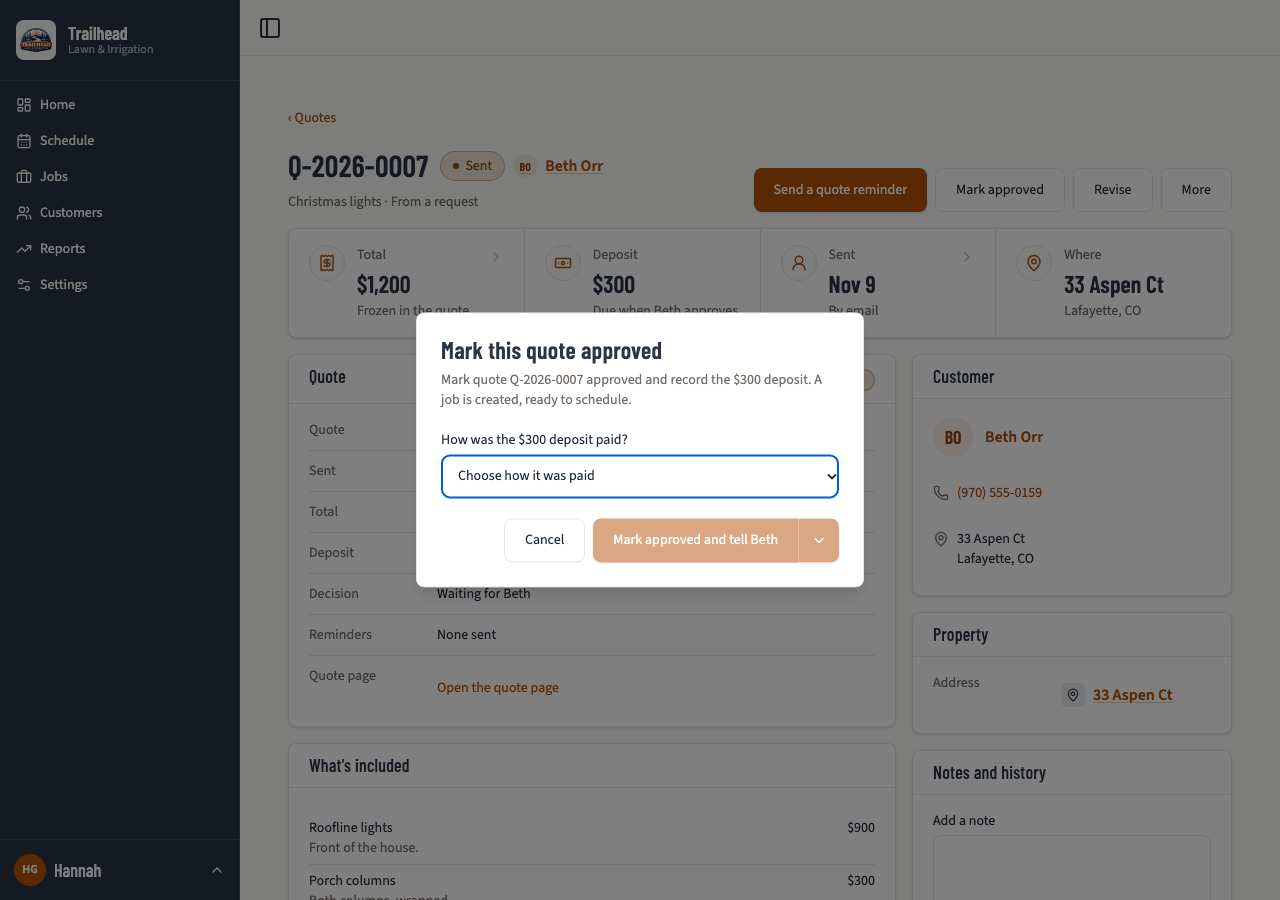 Trailhead
Lawn & Irrigation
Home
Schedule
Jobs
Customers
Reports
Settings
HG
Hannah
‹ Quotes
Q-2026-0007
Sent
BO
Beth Orr
Christmas lights · From a request
Send a quote reminder
Mark approved
Revise
More
Total
$1,200
Frozen in the quote
Deposit
$300
Due when Beth approves
Sent
Nov 9
By email
Where
33 Aspen Ct
Lafayette, CO
Mark this quote approved
Mark quote Q-2026-0007 approved and record the $300 deposit. A
job is created, ready to schedule.
How was the $300 deposit paid?
Choose how it was paid
Cancel
Mark approved and tell Beth
Quote
Quote
Sent
Total
Deposit
Decision
Waiting for Beth
Reminders
None sent
Quote page
Open the quote page
What's included
Roofline lights
$900
Front of the house.
Porch columns
$300
Both columns, wrapped.
Customer
BO
Beth Orr
(970) 555-0159
33 Aspen Ct
Lafayette, CO
Property
Address
33 Aspen Ct
Notes and history
Add a note